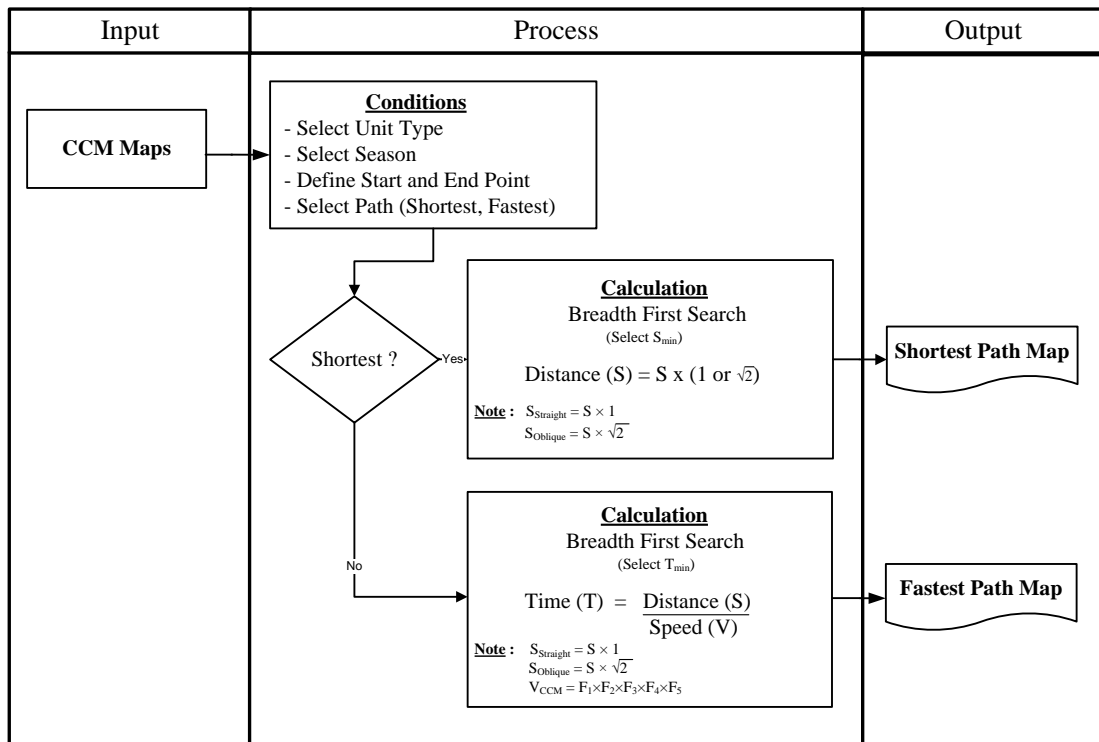 Input
Process
Output
CCM Maps
Conditions
- Select Unit Type
- Select Season
- Define Start and End Point
- Select Path (Shortest, Fastest)
Shortest ?
Yes
No
Calculation
Breadth First Search
(Select Smin)
Distance (S) = S x (1 or √2)
Note : SStraight = S × 1
SOblique = S × √2
Shortest Path Map
Calculation
Breadth First Search
(Select Tmin)
Time (T) = Distance (S)
Speed (V)
Note : SStraight = S × 1
SOblique = S × √2
VCCM = F1×F2×F3×F4×F5
Fastest Path Map